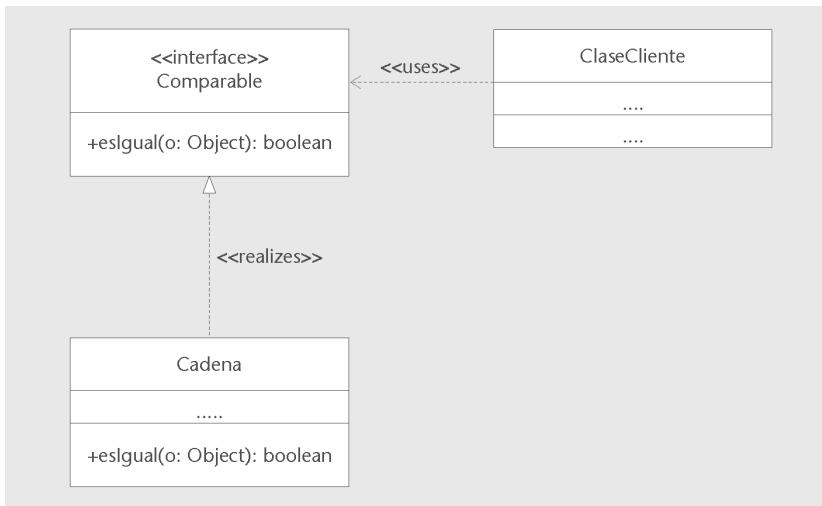 <<interface>>
Comparable
+esIgual(o: Object): boolean
<<uses>>
ClaseCliente
....
....
<<realizes>>
Cadena
.....
+esIgual(o: Object): boolean